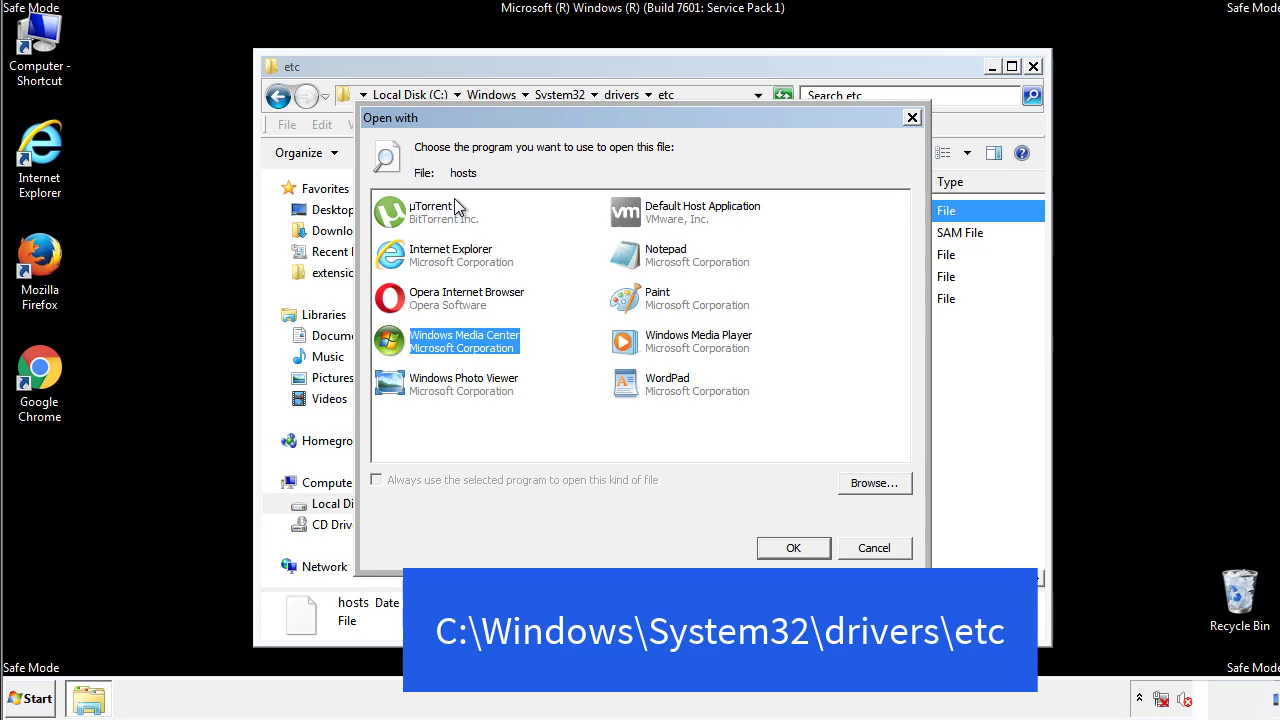 Safe Mode
Microsoft (R) Windows (R) (Build 7601: Service Pack 1)
Safe Mode
Computer -
Shortcut
Internet
Explorer
Mozilla
Firefox
Google
Chrome
etc
Local Disk (C:)
Windows
System32
drivers
etc
Search etc
File
Edit
Organize
Favorites
Desktop
Downlo
Recent
extensio
Libraries
Docume
Music
Pictures
Videos
Homegro
Compute
Local Di
CD Driv
Network
Type
File
SAM File
File
File
File
Open with
Choose the program you want to use to open this file:
File: hosts
µTorrent
BitTorrent Inc.
Default Host Application
VMware, Inc.
Internet Explorer
Microsoft Corporation
Notepad
Microsoft Corporation
Opera Internet Browser
Opera Software
Paint
Microsoft Corporation
Windows Media Center
Microsoft Corporation
Windows Media Player
Microsoft Corporation
Windows Photo Viewer
Microsoft Corporation
WordPad
Microsoft Corporation
Always use the selected program to open this kind of file
Browse...
OK
Cancel
hosts Date
File
C:\Windows\System32\drivers\etc
Recycle Bin
Safe Mode
Safe Mode
Start